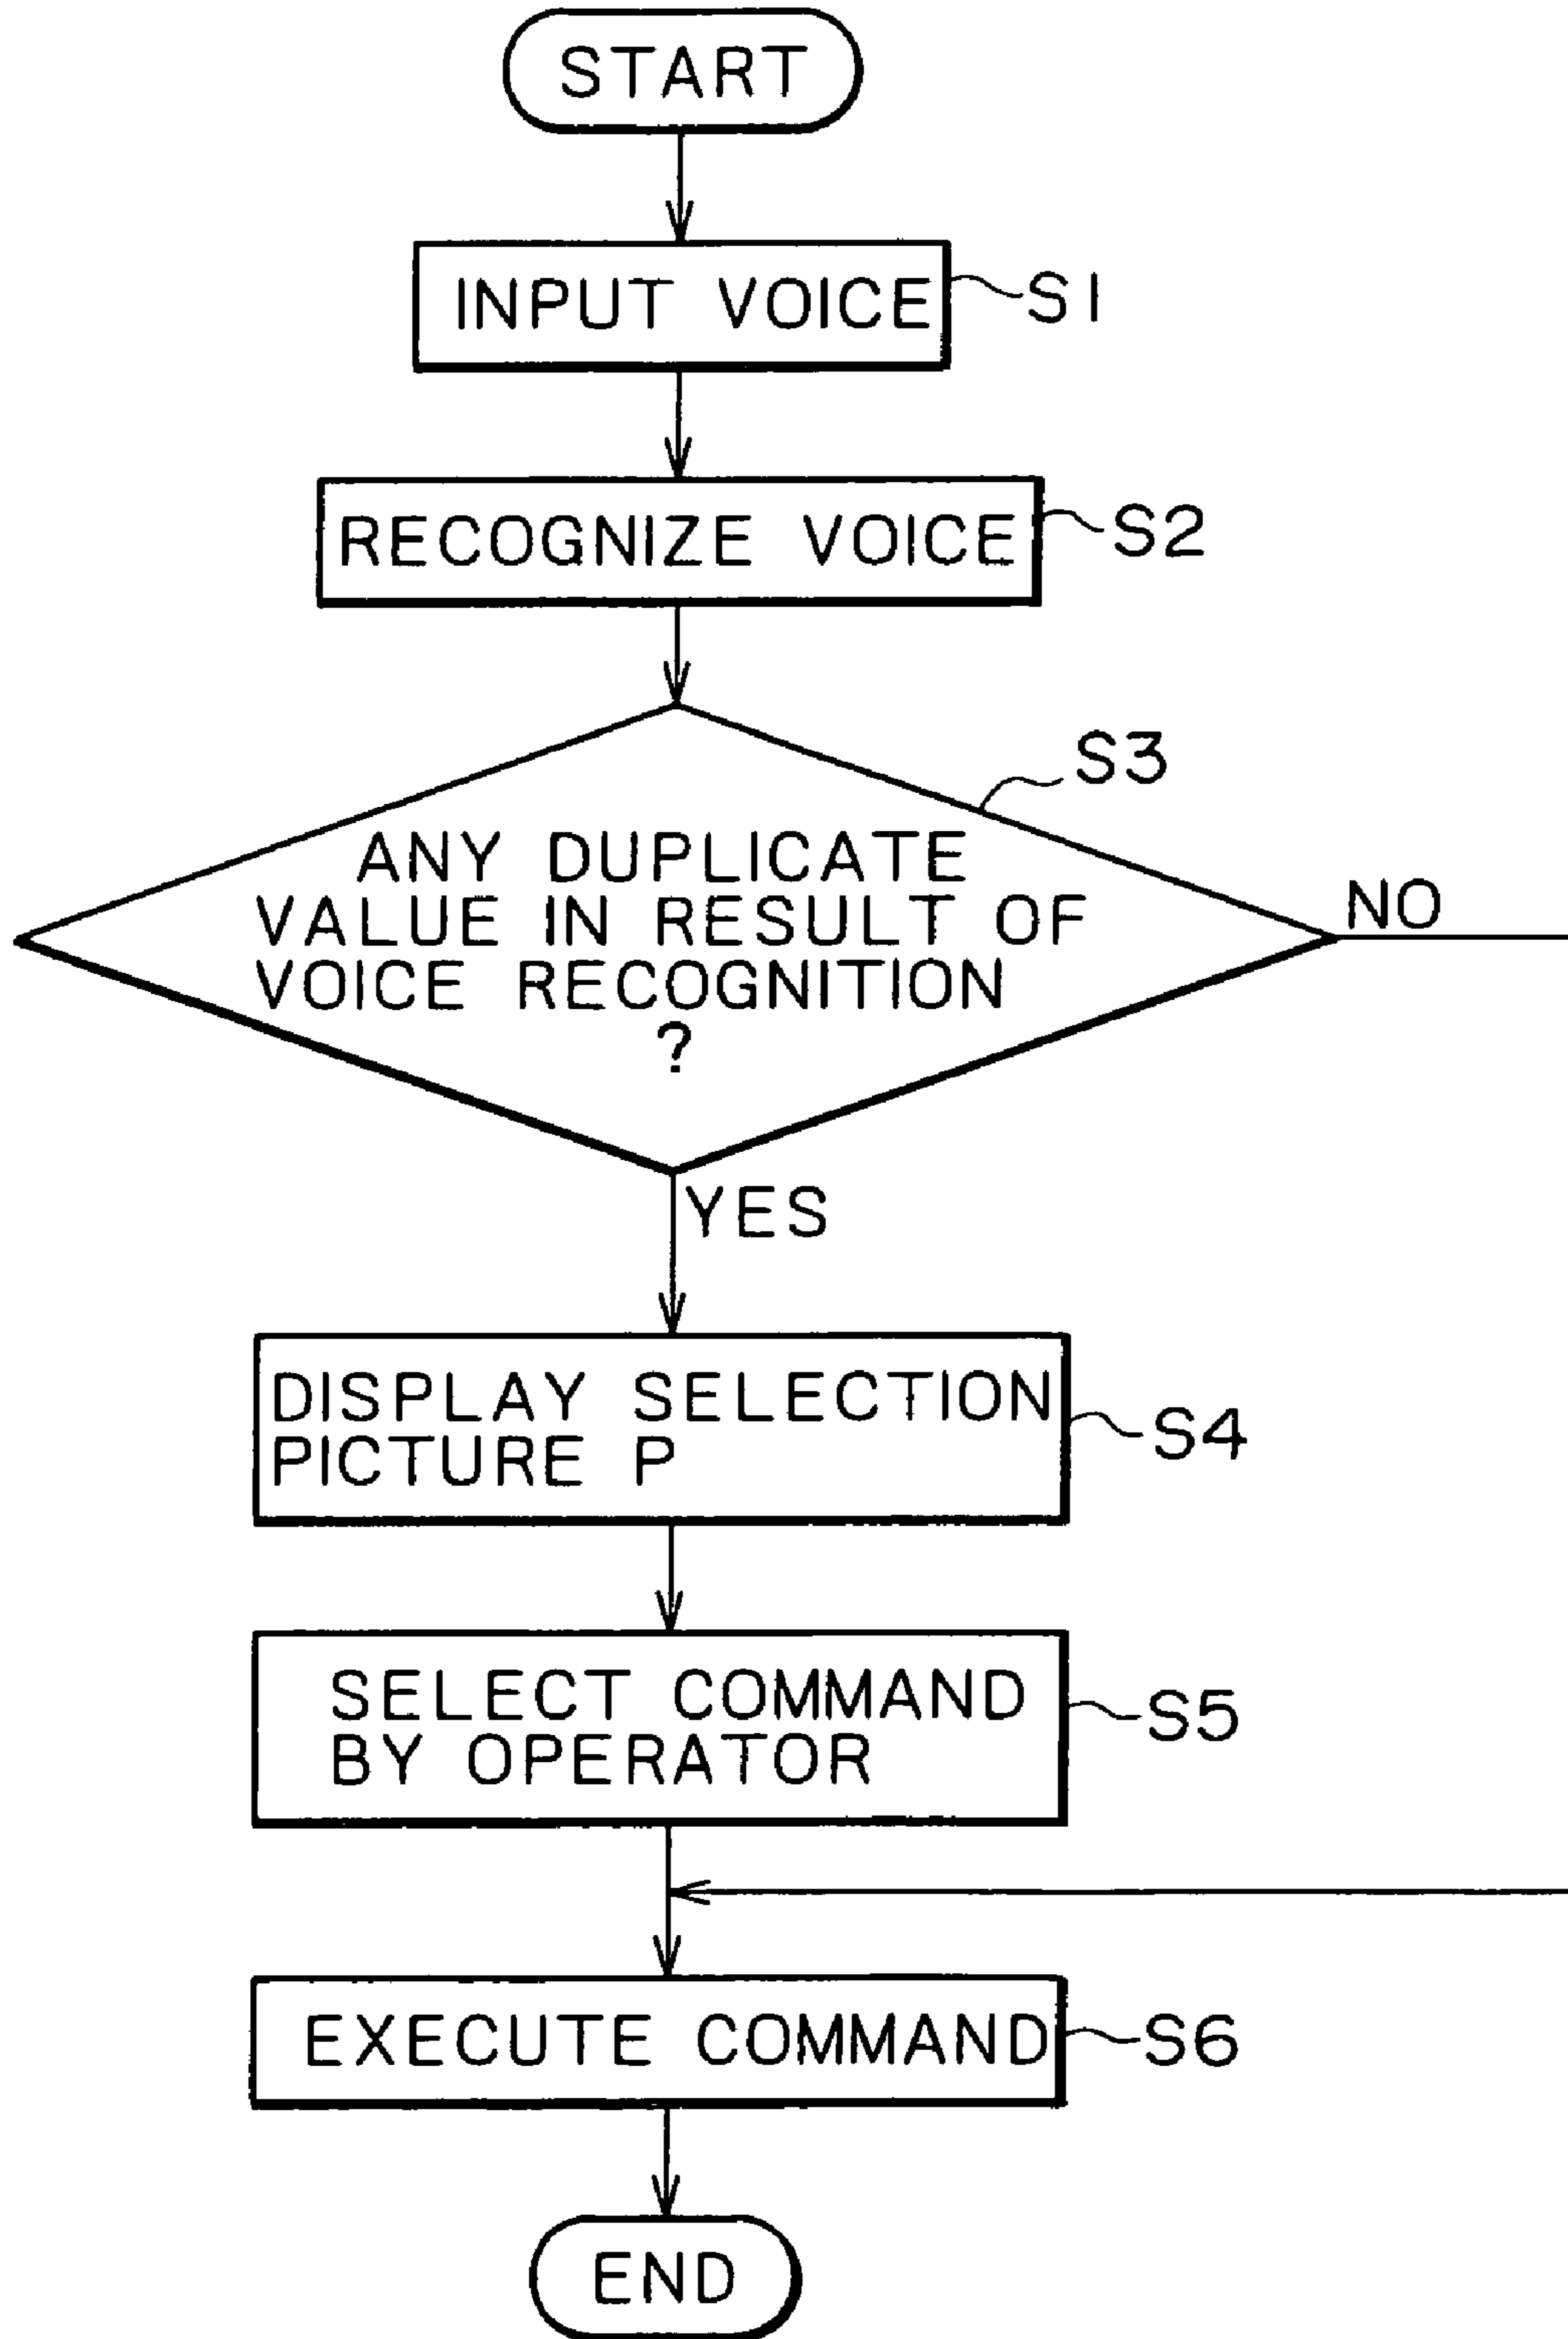 START
INPUT VOICE
S1
RECOGNIZE VOICE
S2
S3
ANY DUPLICATE
VALUE IN RESULT OF
VOICE RECOGNITION
?
NO
YES
DISPLAY SELECTION
PICTURE P
S4
SELECT COMMAND
BY OPERATOR
S5
EXECUTE COMMAND
S6
END